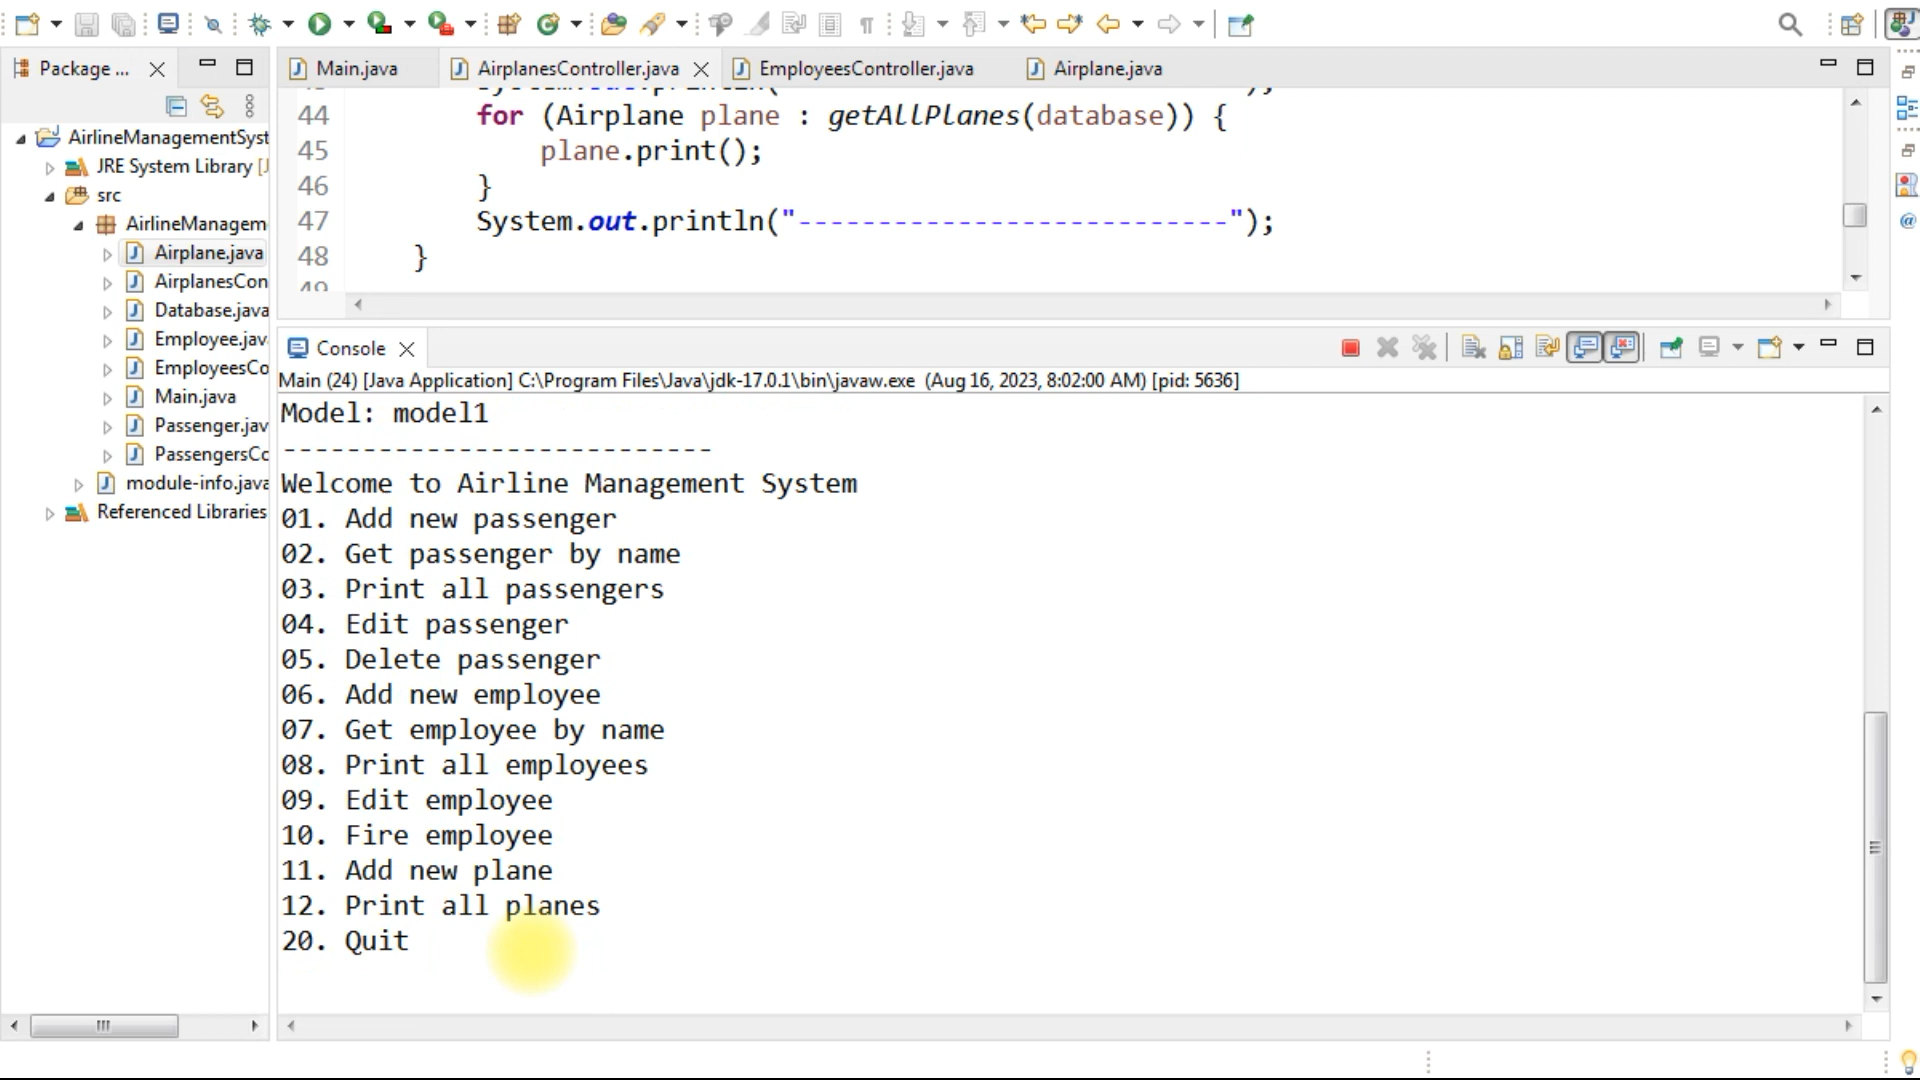 Package ...
Main.java
AirplanesController.java
EmployeesController.java
Airplane.java
AirlineManagementSyst
JRE System Library [J
src
AirlineManagem
Airplane.java
AirplanesCon
Database.java
Employee.jav
EmployeesCo
Main.java
Passenger.jav
PassengersCo
module-info.java
Referenced Libraries
44 for (Airplane plane : getAllPlanes(database)) {
45 plane.print();
46 }
47 System.out.println("---------------------------");
48 }
49
Console
Main (24) [Java Application] C:\Program Files\Java\jdk-17.0.1\bin\javaw.exe (Aug 16, 2023, 8:02:00 AM) [pid: 5636]
Model: model1
---------------------------
Welcome to Airline Management System
01. Add new passenger
02. Get passenger by name
03. Print all passengers
04. Edit passenger
05. Delete passenger
06. Add new employee
07. Get employee by name
08. Print all employees
09. Edit employee
10. Fire employee
11. Add new plane
12. Print all planes
20. Quit